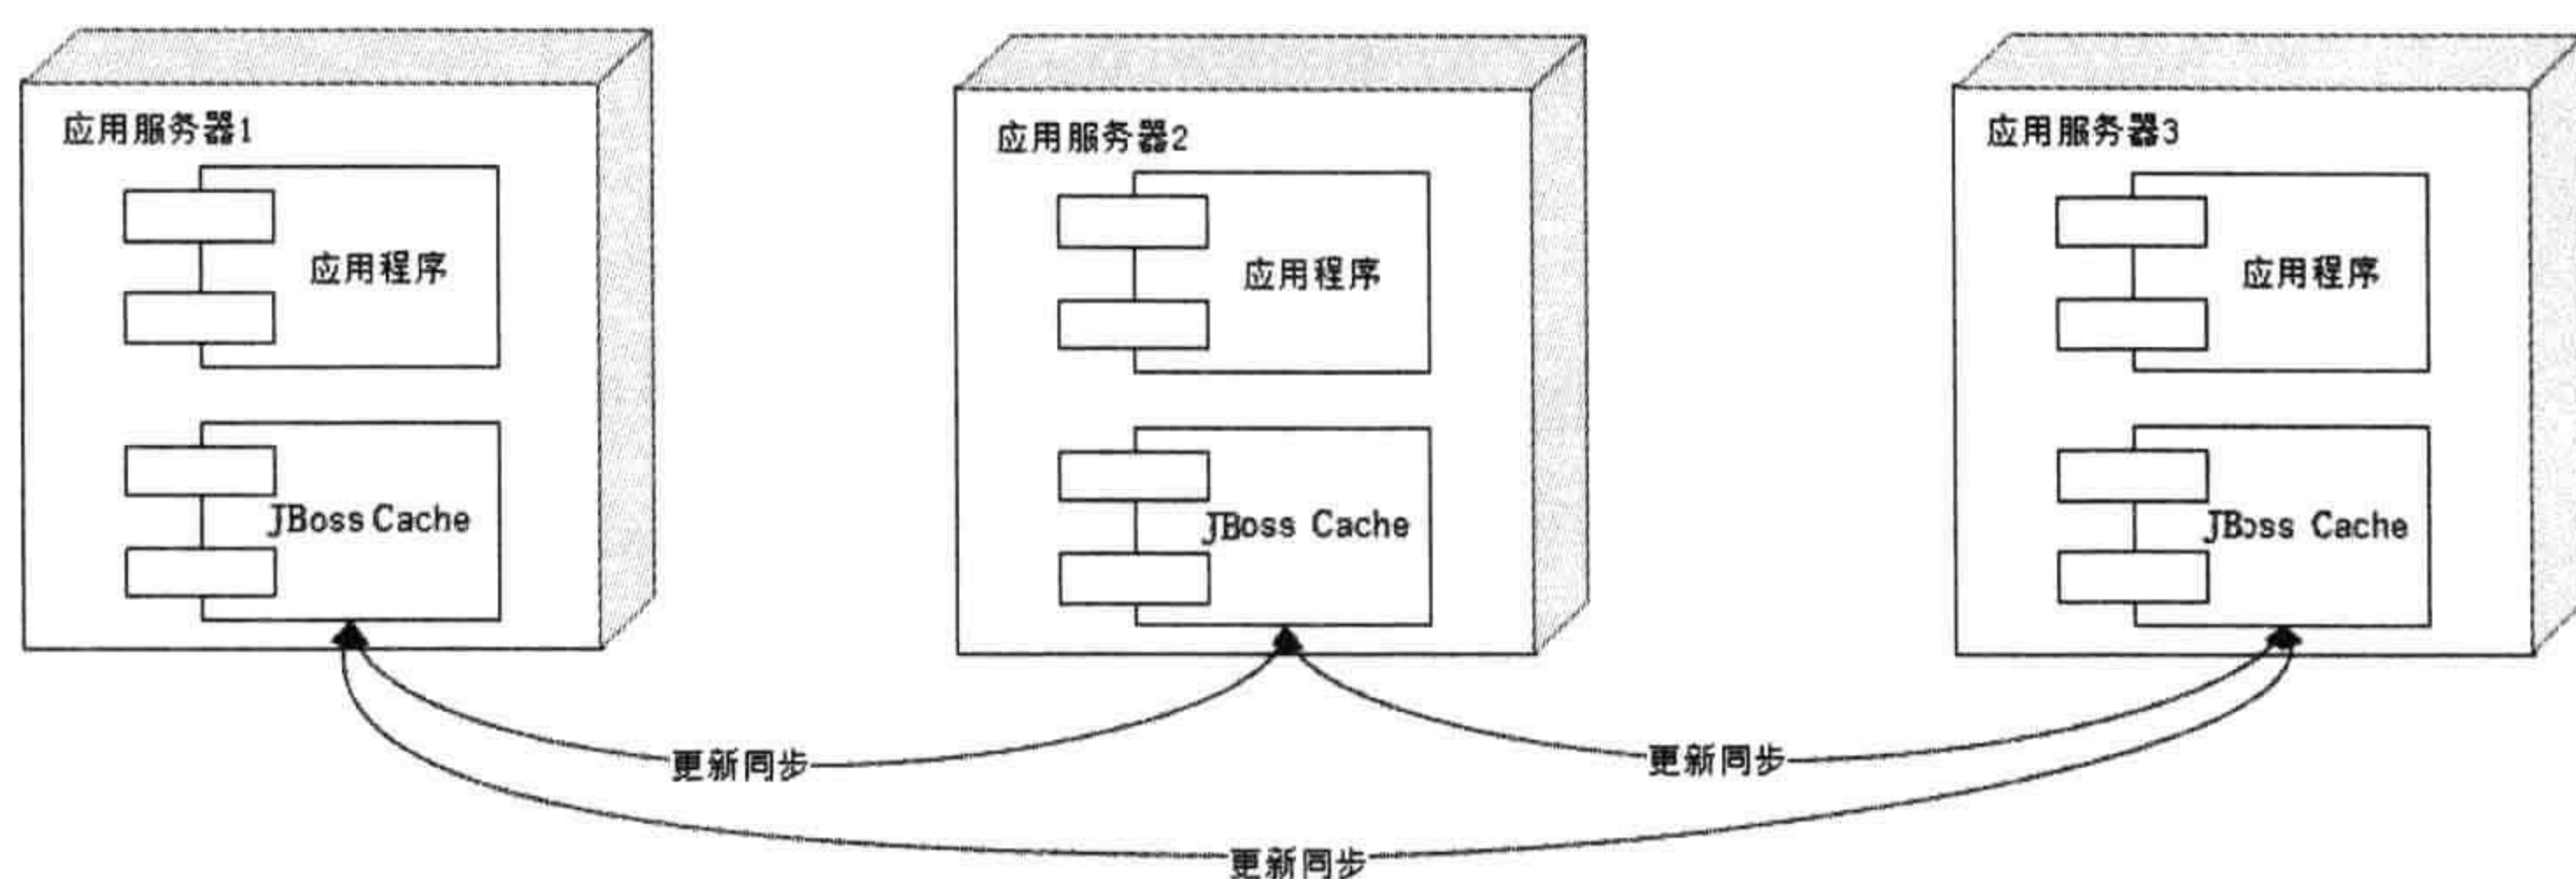 应用服务器1
应用程序
JBoss Cache
应用服务器2
应用程序
JBoss Cache
应用服务器3
应用程序
JBoss Cache
更新同步
更新同步
更新同步